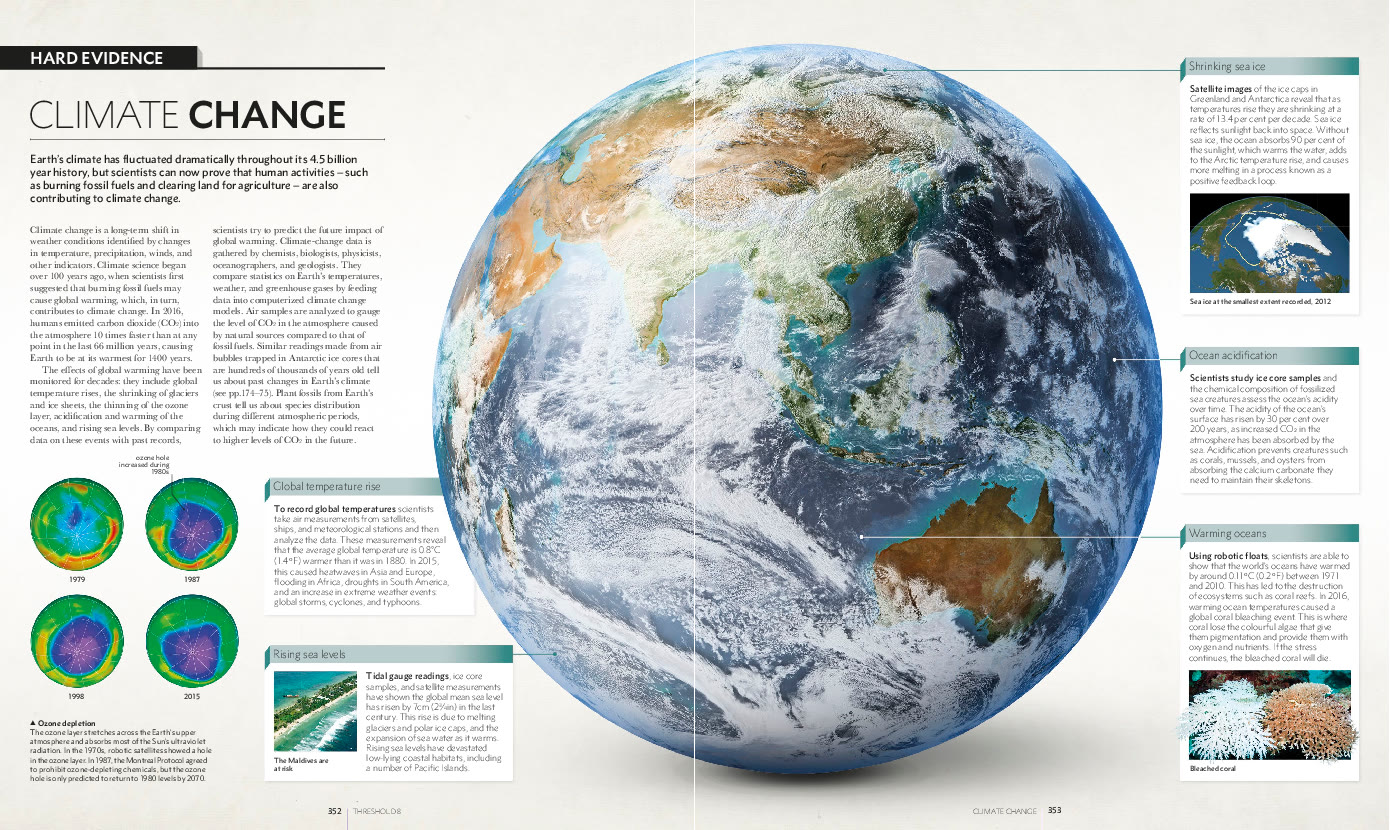 HARD EVIDENCE
CLIMATE CHANGE
Earth's climate has fluctuated dramatically throughout its 4.5 billion
year history, but scientists can now prove that human activities – such
as burning fossil fuels and clearing land for agriculture – are also
contributing to climate change.
Climate change is a long-term shift in
weather conditions identified by changes
in temperature, precipitation, winds, and
other indicators. Climate science began
over 100 years ago, when scientists first
suggested that burning fossil fuels may
cause global warming, which, in turn,
contributes to climate change. In 2016,
humans emitted carbon dioxide (CO₂) into
the atmosphere 10 times faster than at any
point in the last 66 million years, causing
Earth to be at its warmest for 1400 years.
The effects of global warming have been
monitored for decades: they include global
temperature rises, the shrinking of glaciers
and ice sheets, the thinning of the ozone
layer, acidification and warming of the
oceans, and rising sea levels. By comparing
data on these events with past records,
scientists try to predict the future impact of
global warming. Climate-change data is
gathered by chemists, biologists, physicists,
oceanographers, and geologists. They
compare statistics on Earth's temperatures,
weather, and greenhouse gases by feeding
data into computerized climate change
models. Air samples are analyzed to gauge
the level of CO₂ in the atmosphere caused
by natural sources compared to that of
fossil fuels. Similar readings made from air
bubbles trapped in Antarctic ice cores that
are hundreds of thousands of years old tell
us about past changes in Earth's climate
(see pp.174–75). Plant fossils from Earth's
crust tell us about species distribution
during different atmospheric periods,
which may indicate how they could react
to higher levels of CO₂ in the future.
ozone hole
increased during
1980s
1979
1987
1998
2015
▲ Ozone depletion
The ozone layer stretches across the Earth's upper
atmosphere and absorbs most of the Sun's ultraviolet
radiation. In the 1970s, robotic satellites showed a hole
in the ozone layer. In 1987, the Montreal Protocol agreed
to prohibit ozone-depleting chemicals, but the ozone
hole is only predicted to return to 1980 levels by 2070.
Global temperature rise
To record global temperatures scientists
take air measurements from satellites,
ships, and meteorological stations and then
analyze the data. These measurements reveal
that the average global temperature is 0.8°C
(1.4°F) warmer than it was in 1880. In 2015,
this caused heatwaves in Asia and Europe,
flooding in Africa, droughts in South America,
and an increase in extreme weather events:
global storms, cyclones, and typhoons.
Rising sea levels
Tidal gauge readings, ice core
samples, and satellite measurements
have shown the global mean sea level
has risen by 7cm (2¾in) in the last
century. This rise is due to melting
glaciers and polar ice caps, and the
expansion of sea water as it warms.
Rising sea levels have devastated
low-lying coastal habitats, including
a number of Pacific Islands.
The Maldives are
at risk
352 THRESHOLD 8
Shrinking sea ice
Satellite images of the ice caps in
Greenland and Antarctica reveal that as
temperatures rise they are shrinking at a
rate of 13.4 per cent per decade. Sea ice
reflects sunlight back into space. Without
sea ice, the ocean absorbs 90 per cent of
the sunlight, which warms the water, adds
to the Arctic temperature rise, and causes
more melting in a process known as a
positive feedback loop.
Sea ice at the smallest extent recorded, 2012
Ocean acidification
Scientists study ice core samples and
the chemical composition of fossilized
sea creatures assess the ocean's acidity
over time. The acidity of the ocean's
surface has risen by 30 per cent over
200 years, as increased CO₂ in the
atmosphere has been absorbed by the
sea. Acidification prevents creatures such
as corals, mussels, and oysters from
absorbing the calcium carbonate they
need to maintain their skeletons.
Warming oceans
Using robotic floats, scientists are able to
show that the world's oceans have warmed
by around 0.11°C (0.2°F) between 1971
and 2010. This has led to the destruction
of ecosystems such as coral reefs. In 2016,
warming ocean temperatures caused a
global coral bleaching event. This is where
coral lose the colourful algae that give
them pigmentation and provide them with
oxygen and nutrients. If the stress
continues, the bleached coral will die.
Bleached coral
CLIMATE CHANGE 353